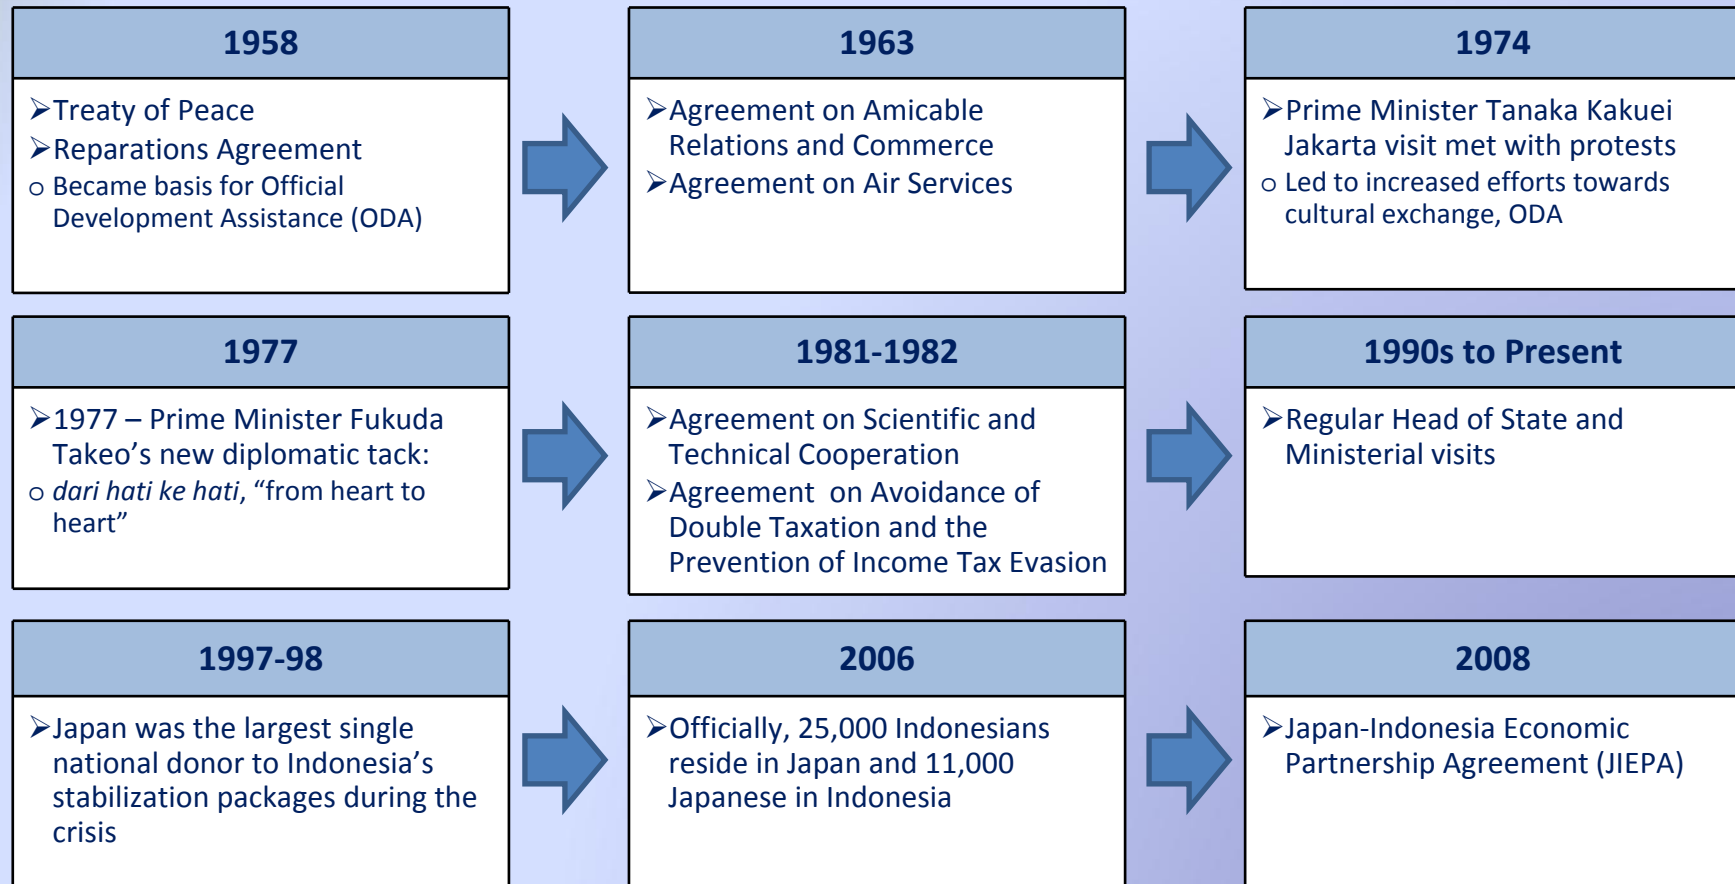 1958
➢Treaty of Peace
➢Reparations Agreement
o Became basis for Official
Development Assistance (ODA)
1963
➢Agreement on Amicable
Relations and Commerce
➢Agreement on Air Services
1974
➢Prime Minister Tanaka Kakuei
Jakarta visit met with protests
o Led to increased efforts towards
cultural exchange, ODA
1977
➢1977 – Prime Minister Fukuda
Takeo’s new diplomatic tack:
o dari hati ke hati, “from heart to
heart”
1981-1982
➢Agreement on Scientific and
Technical Cooperation
➢Agreement  on Avoidance of
Double Taxation and the
Prevention of Income Tax Evasion
1990s to Present
➢Regular Head of State and
Ministerial visits
1997-98
➢Japan was the largest single
national donor to Indonesia’s
stabilization packages during the
crisis
2006
➢Officially, 25,000 Indonesians
reside in Japan and 11,000
Japanese in Indonesia
2008
➢Japan-Indonesia Economic
Partnership Agreement (JIEPA)